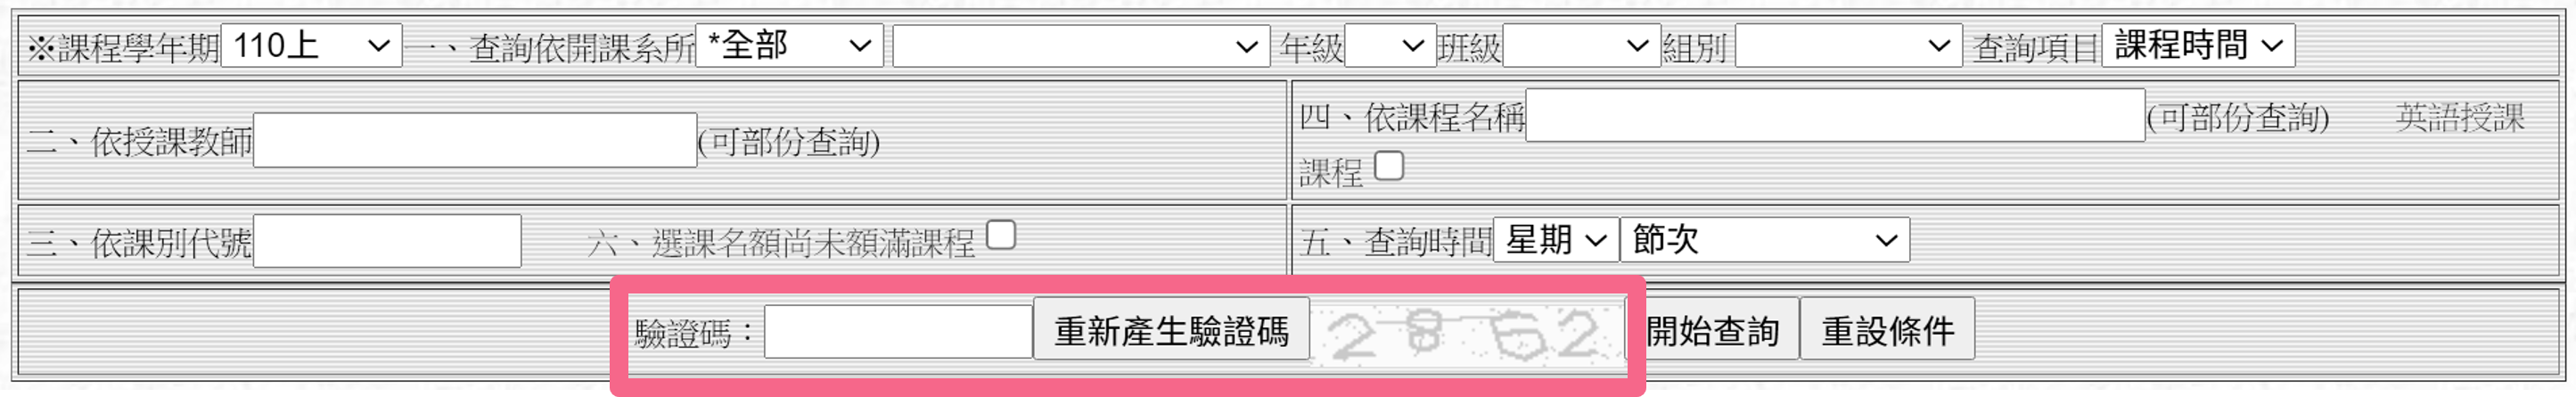 ※課程學年期 110上 一、查詢依開課系所 *全部 年級 班級 組別 查詢項目 課程時間
二、依授課教師 (可部份查詢)
四、依課程名稱 (可部份查詢) 英語授課
課程
三、依課別代號 六、選課名額尚未額滿課程
五、查詢時間 星期 節次
驗證碼： 重新產生驗證碼 2862 開始查詢 重設條件